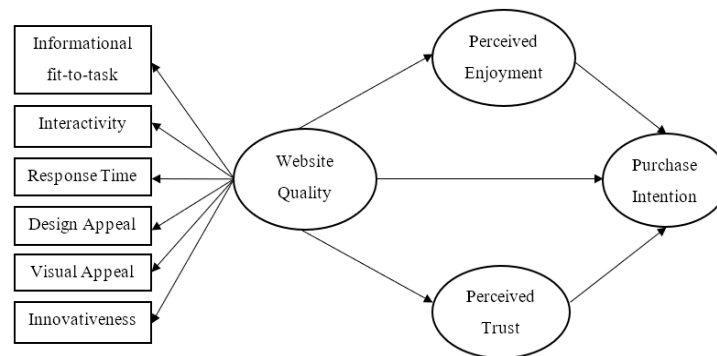 Informational
fit-to-task
Interactivity
Response Time
Design Appeal
Visual Appeal
Innovativeness
Website
Quality
Perceived
Enjoyment
Perceived
Trust
Purchase
Intention